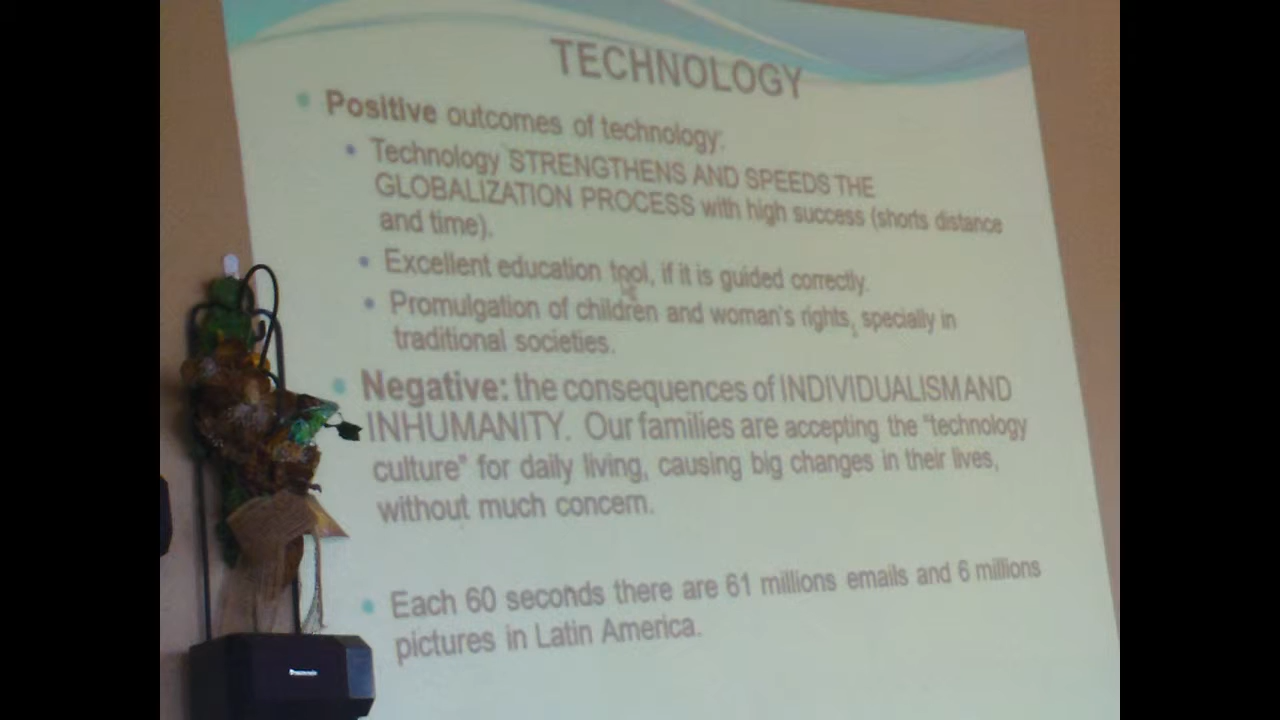 TECHNOLOGY
• Positive outcomes of technology:
• Technology STRENGTHENS AND SPEEDS THE
GLOBALIZATION PROCESS with high success (shorts distance
and time).
• Excellent education tool, if it is guided correctly.
• Promulgation of children and woman's rights, specially in
traditional societies.
• Negative: the consequences of INDIVIDUALISM AND
INHUMANITY. Our families are accepting the "technology
culture" for daily living, causing big changes in their lives,
without much concern.
• Each 60 seconds there are 61 millions emails and 6 millions
pictures in Latin America.